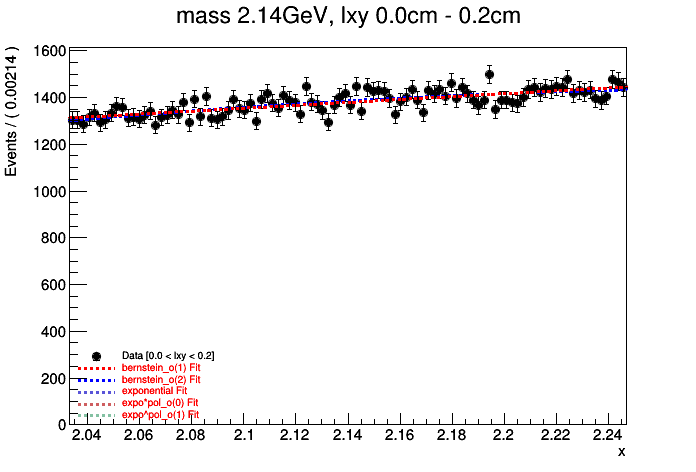 mass 2.14GeV, lxy 0.0cm - 0.2cm
Events / ( 0.00214 )
1600
1400
1200
1000
800
600
400
200
0
Data [0.0 < lxy < 0.2]
bernstein_o(1) Fit
bernstein_o(2) Fit
exponential Fit
expo*pol_o(0) Fit
expo^pol_o(1) Fit
2.04 2.06 2.08 2.1 2.12 2.14 2.16 2.18 2.2 2.22 2.24
x